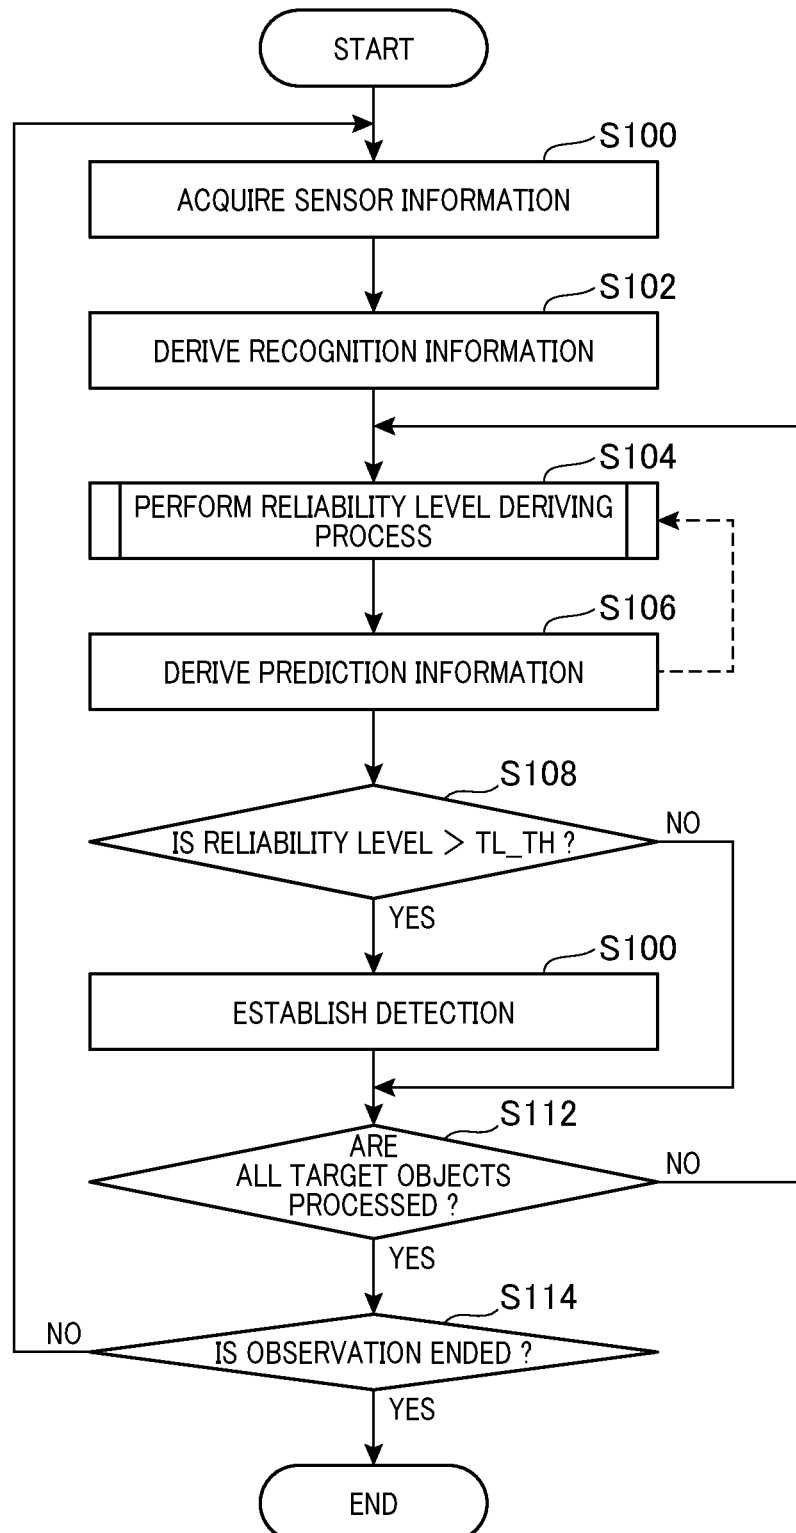 START
S100
ACQUIRE SENSOR INFORMATION
S102
DERIVE RECOGNITION INFORMATION
S104
PERFORM RELIABILITY LEVEL DERIVING
PROCESS
S106
DERIVE PREDICTION INFORMATION
S108
IS RELIABILITY LEVEL > TL_TH ?
NO
YES
S100
ESTABLISH DETECTION
S112
ARE
ALL TARGET OBJECTS
PROCESSED ?
NO
YES
S114
NO
IS OBSERVATION ENDED ?
YES
END